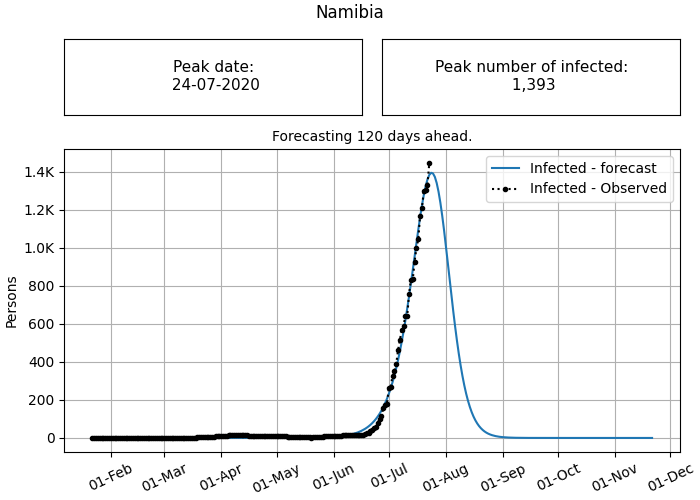 Namibia
Peak date:
24-07-2020
Peak number of infected:
1,393
Forecasting 120 days ahead.
Infected - forecast
Infected - Observed
Persons
1.4K
1.2K
1.0K
800
600
400
200
0
01-Feb
01-Mar
01-Apr
01-May
01-Jun
01-Jul
01-Aug
01-Sep
01-Oct
01-Nov
01-Dec